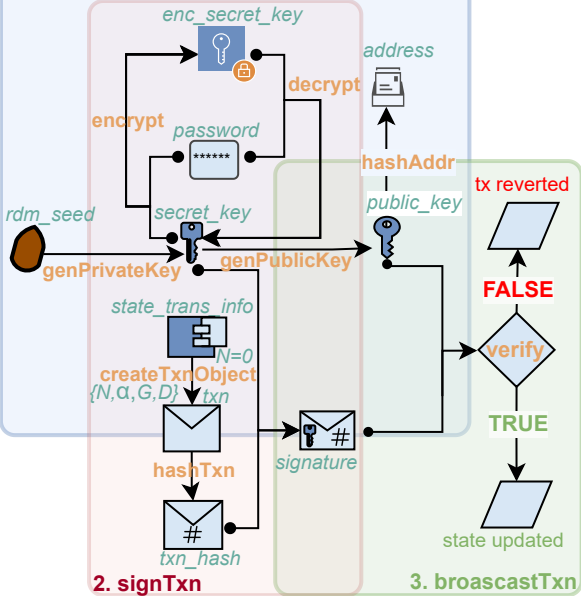 enc_secret_key
address
decrypt
encrypt
password
******
hashAddr
tx reverted
rdm_seed
secret_key
public_key
genPrivateKey
genPublicKey
FALSE
state_trans_info
N=0
verify
createTxnObject
{N,α,G,D}
txn
TRUE
#
signature
hashTxn
#
txn_hash
state updated
2. signTxn
3. broascastTxn